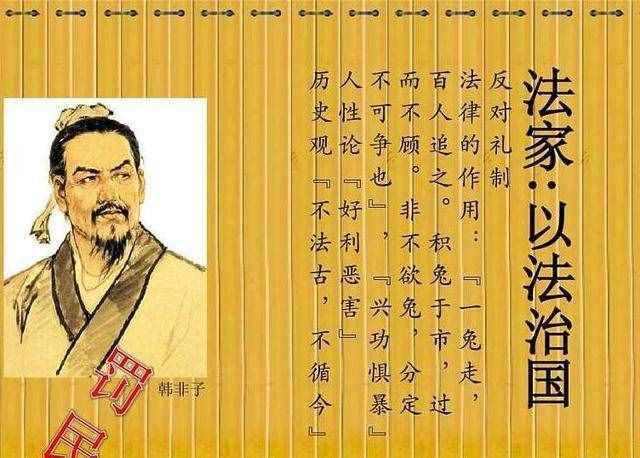 法家：以法治国
反对礼制
法律的作用：『一兔走，
百人追之。积兔于市，过
而不顾。非不欲兔，分定
不可争也』，『兴功惧暴』
人性论『好利恶害』
历史观『不法古，不循今』
韩非子
罚
民